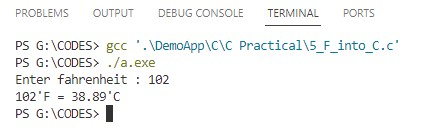 PROBLEMS OUTPUT DEBUG CONSOLE TERMINAL PORTS
PS G:\CODES> gcc '.\DemoApp\C\C Practical\5_F_into_C.c'
PS G:\CODES> ./a.exe
Enter fahrenheit : 102
102'F = 38.89'C
PS G:\CODES>